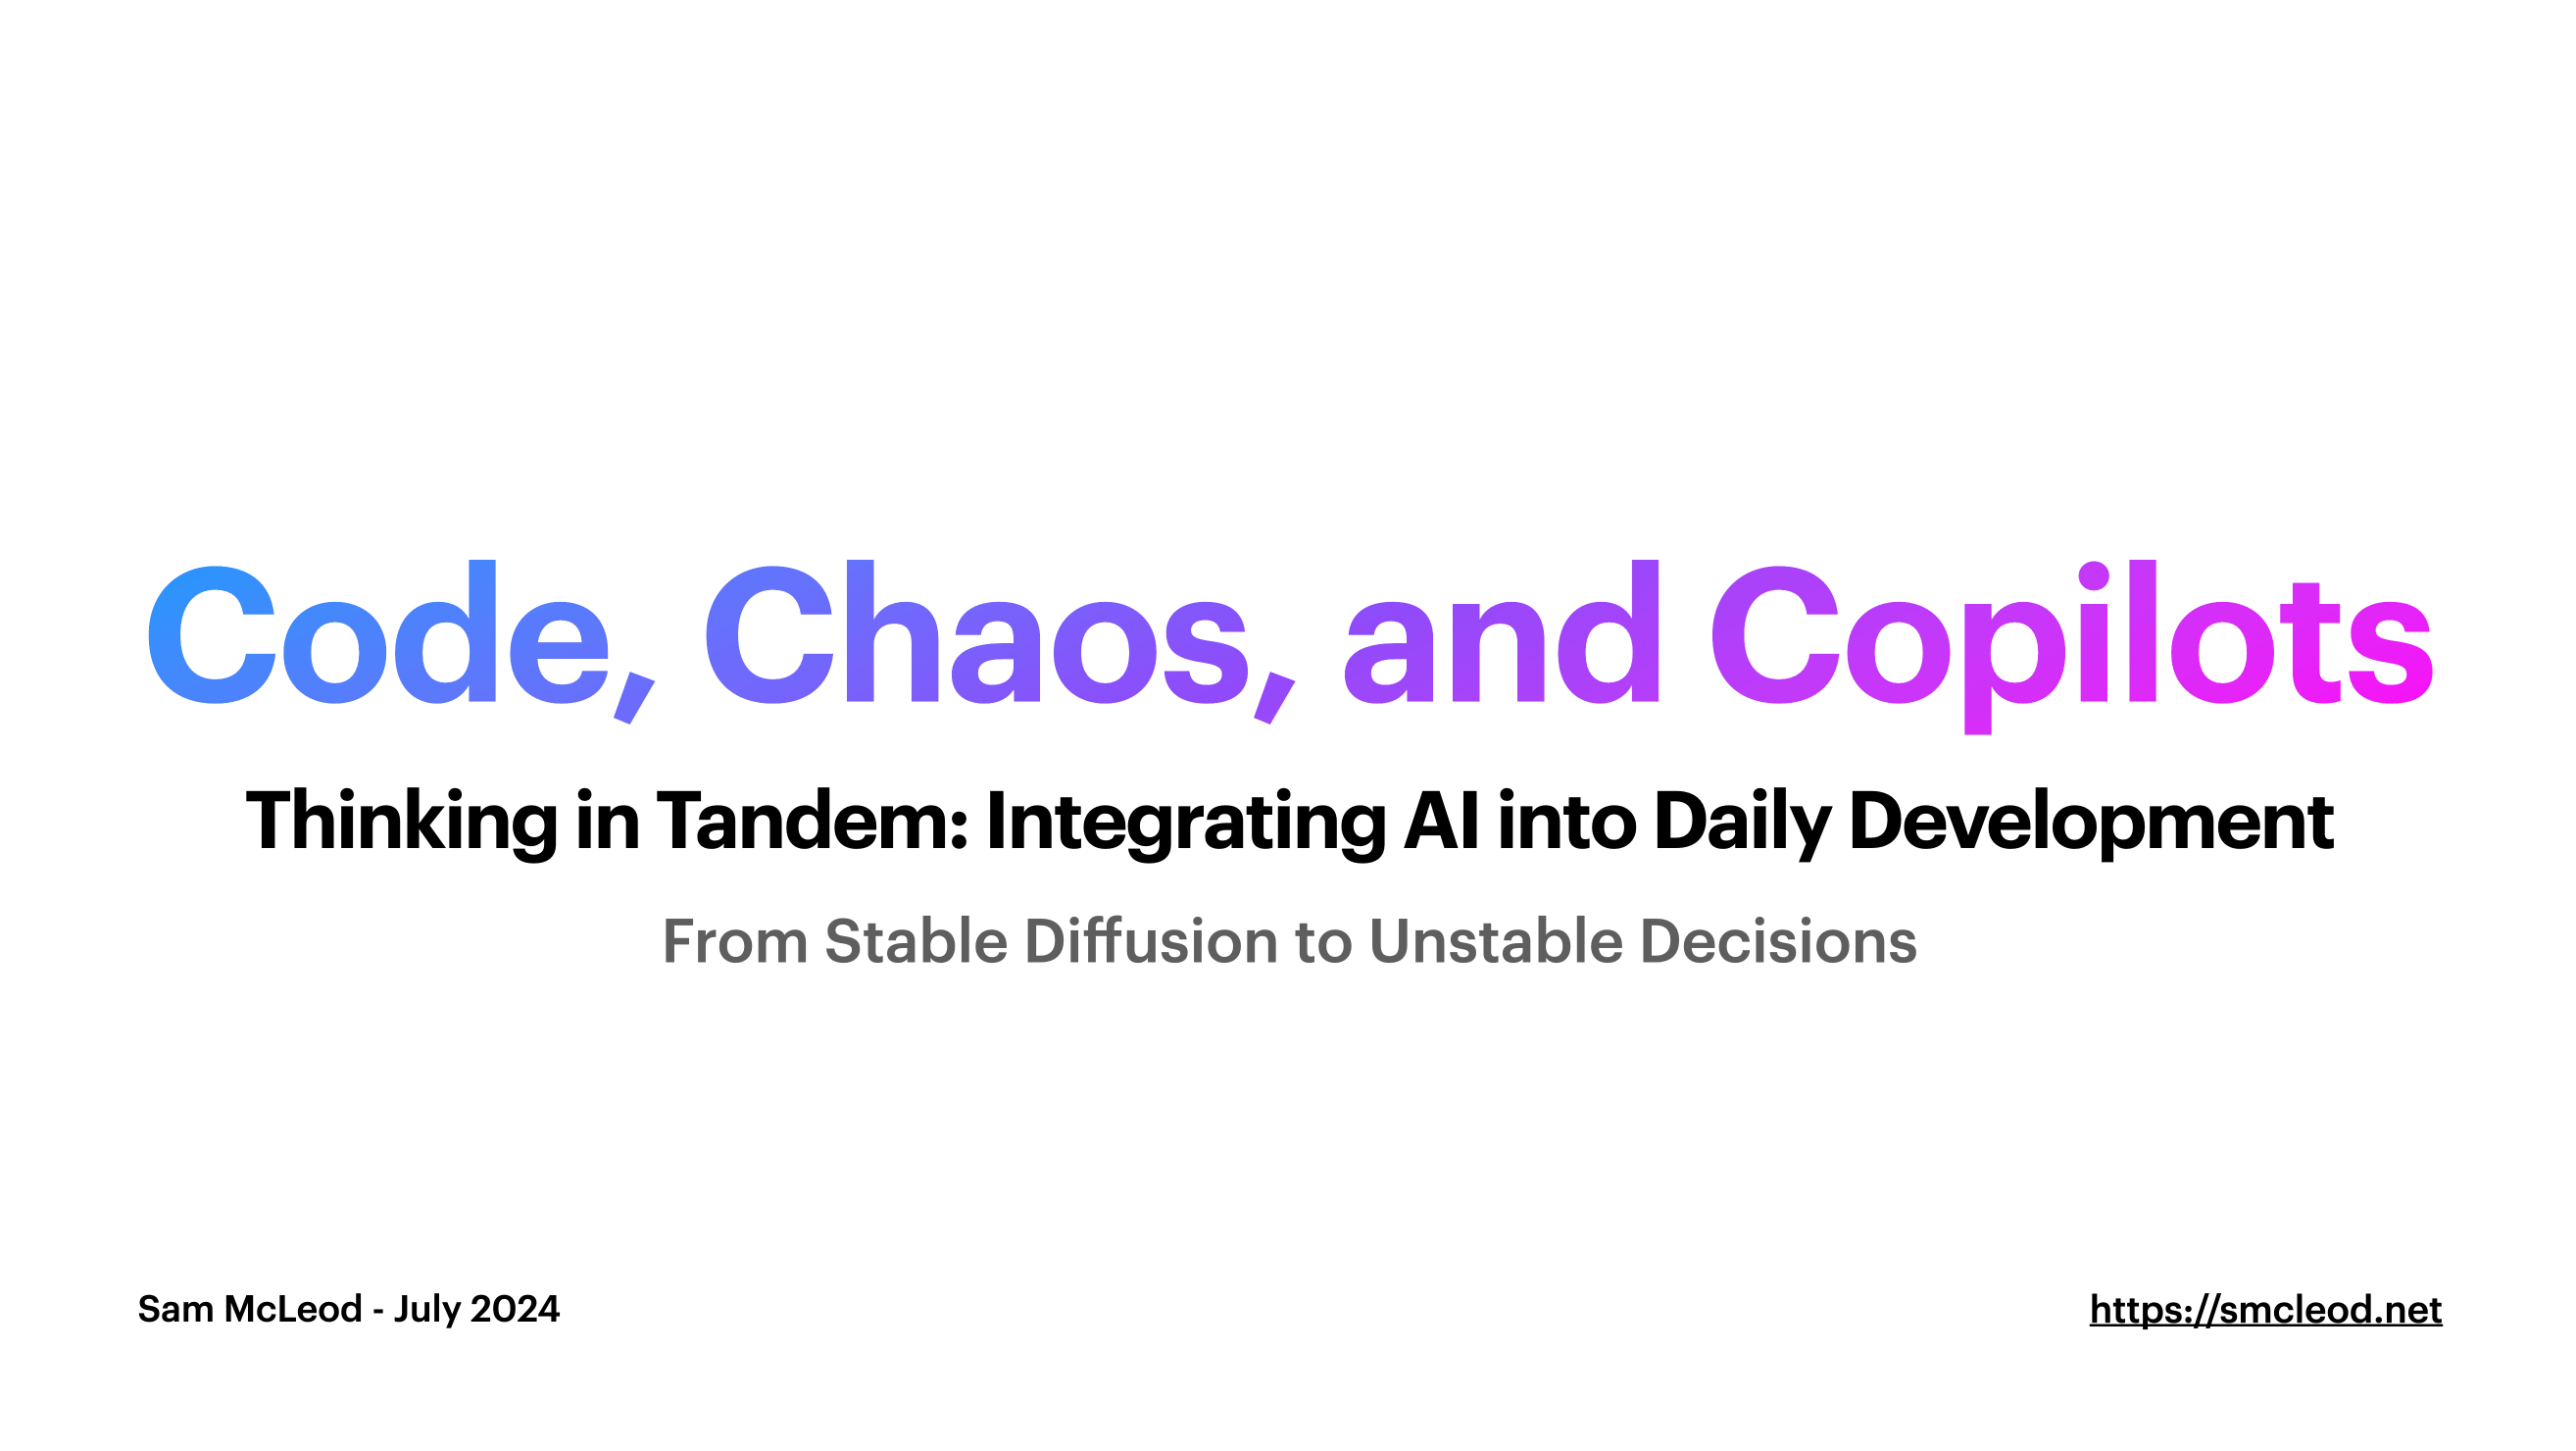 Code, Chaos, and Copilots
Thinking in Tandem: Integrating AI into Daily Development
From Stable Diffusion to Unstable Decisions
Sam McLeod - July 2024
https://smcleod.net